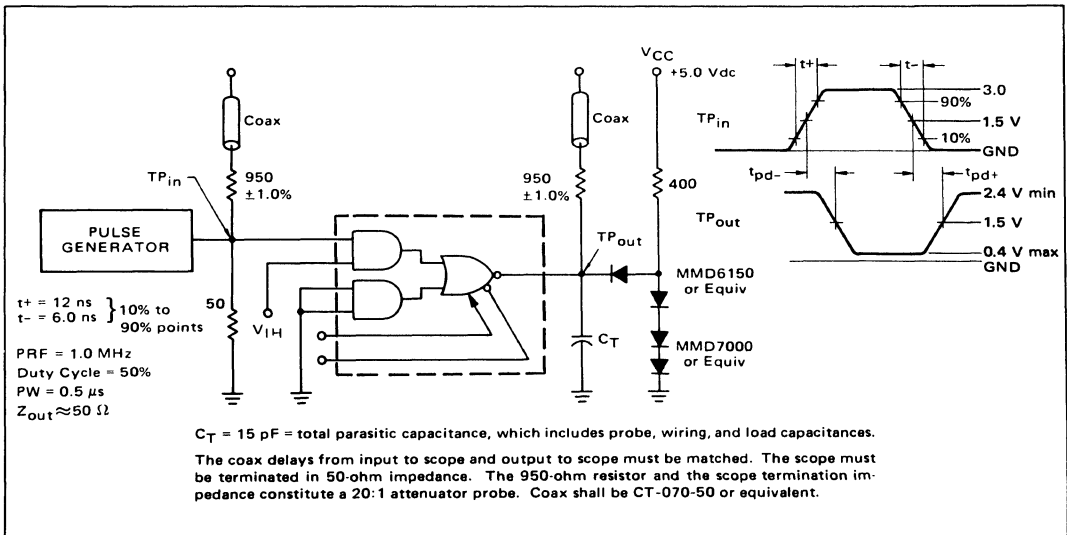 VCC
+5.0 Vdc
Coax
Coax
950
±1.0%
950
±1.0%
400
TPin
TPout
PULSE
GENERATOR
50
VIH
MMD6150
or Equiv
CT
MMD7000
or Equiv
t+ = 12 ns
t− = 6.0 ns
} 10% to
90% points
PRF = 1.0 MHz
Duty Cycle = 50%
PW = 0.5 μs
Zout≈50 Ω
t+
t−
3.0
90%
TPin
1.5 V
10%
GND
tpd−
tpd+
2.4 V min
TPout
1.5 V
0.4 V max
GND
CT = 15 pF = total parasitic capacitance, which includes probe, wiring, and load capacitances.
The coax delays from input to scope and output to scope must be matched. The scope must
be terminated in 50-ohm impedance. The 950-ohm resistor and the scope termination im-
pedance constitute a 20:1 attenuator probe. Coax shall be CT-070-50 or equivalent.